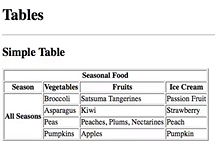 Tables
Simple Table
Seasonal Food
Season Vegetables Fruits Ice Cream
All Seasons Broccoli Satsuma Tangerines Passion Fruit
Asparagus Kiwi Strawberry
Peas Peaches, Plums, Nectarines Peach
Pumpkins Apples Pumpkin